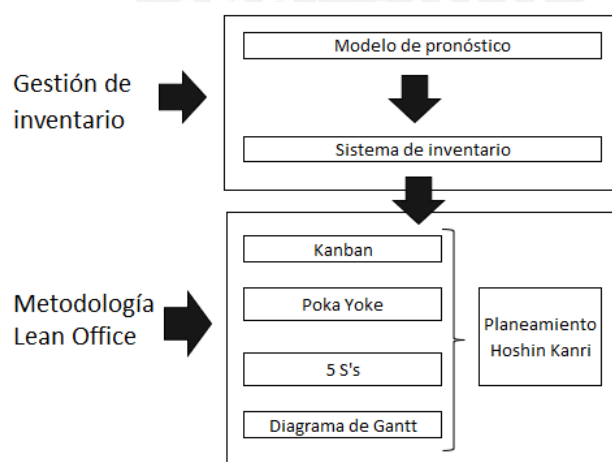 Gestión de
inventario
Modelo de pronóstico
Sistema de inventario
Metodología
Lean Office
Kanban
Poka Yoke
5 S's
Diagrama de Gantt
Planeamiento
Hoshin Kanri